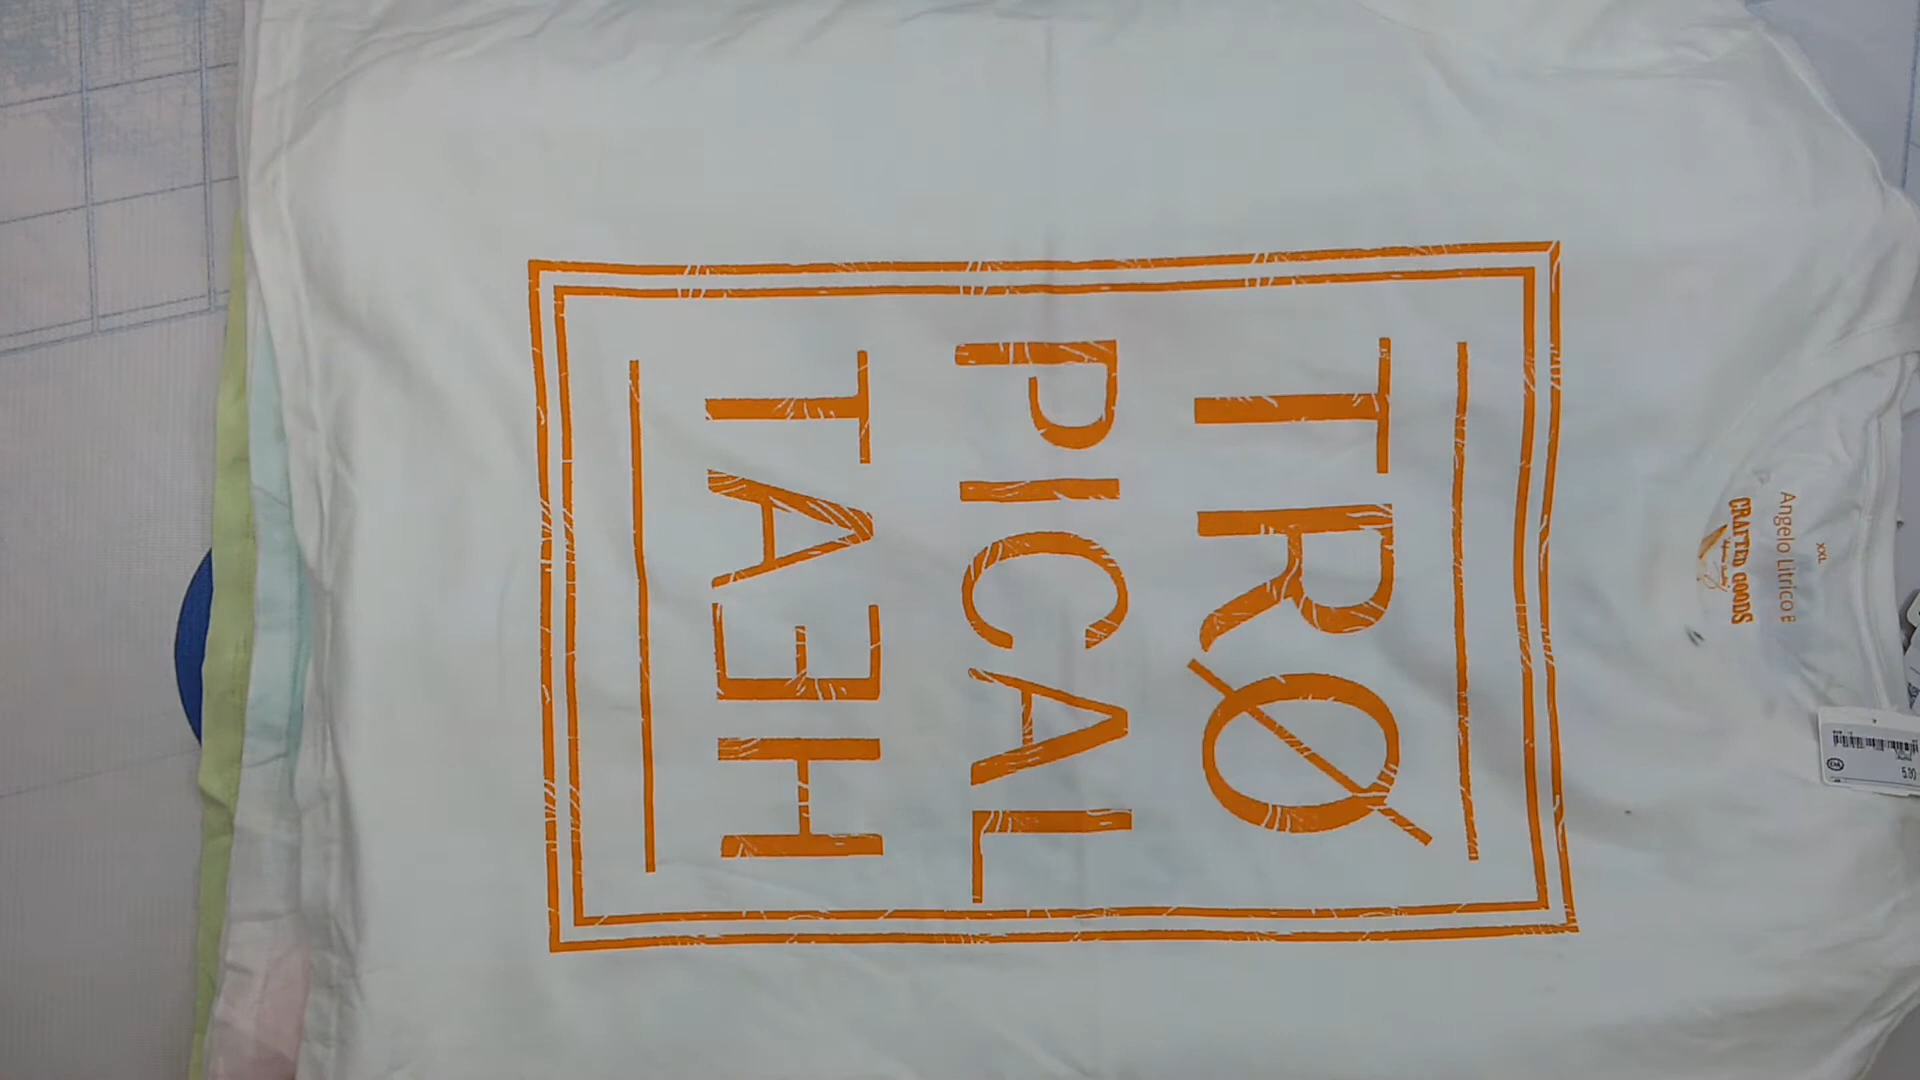 XXL
Angelo Litrico
CRAFTED GOODS
TRØ
PICAL
TAƎH